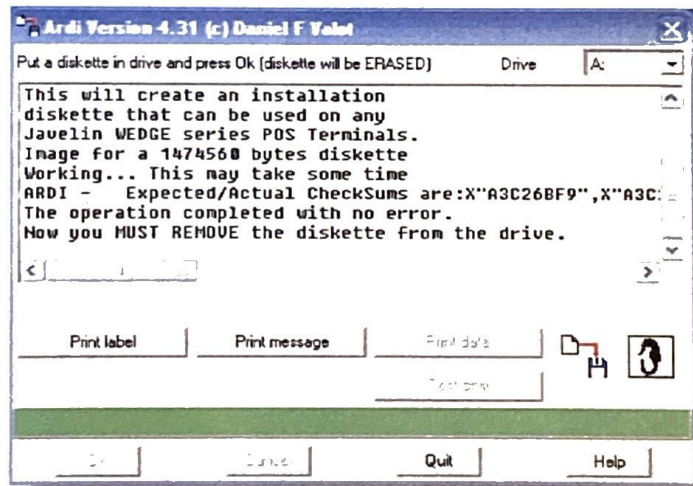 Ardi Version 4.31 (c) Daniel F Valot
Put a diskette in drive and press Ok (diskette will be ERASED) Drive A:
This will create an installation
diskette that can be used on any
Javelin WEDGE series POS Terminals.
Image for a 1474560 bytes diskette
Working... This may take some time
ARDI - Expected/Actual CheckSums are:X"A3C26BF9",X"A3C
The operation completed with no error.
Now you MUST REMOVE the diskette from the drive.
Print label Print message Print data
Quit Help